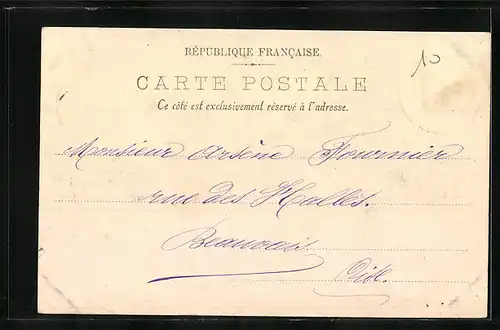 RÉPUBLIQUE FRANÇAISE.
10
CARTE POSTALE
Ce côté est exclusivement réservé à l'adresse.
Monsieur Arsène Fournier
rue des Halles.
Beauvais
Oise.